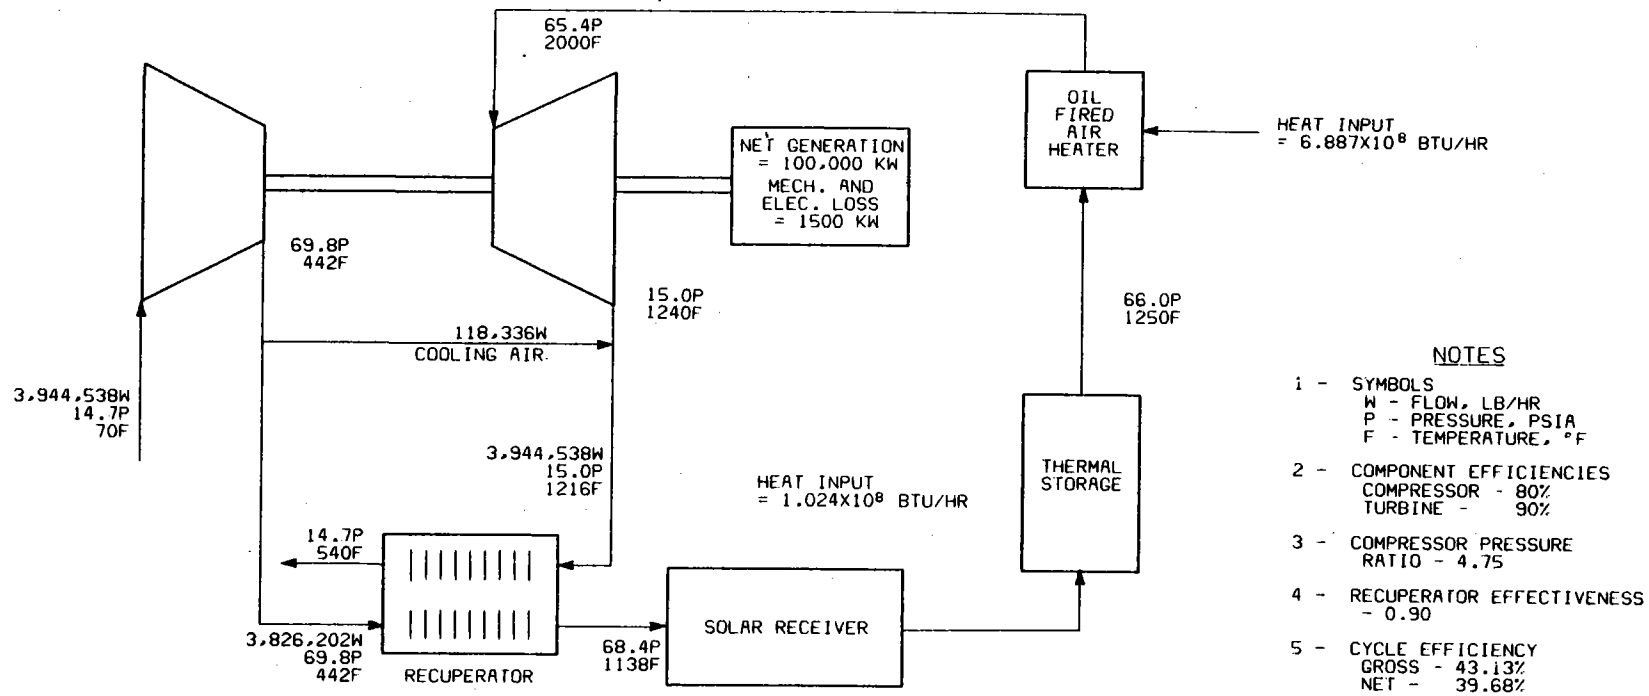 65.4P
2000F
OIL
FIRED
AIR
HEATER
HEAT INPUT
= 6.887X10⁸ BTU/HR
NET GENERATION
= 100,000 KW
MECH. AND
ELEC. LOSS
= 1500 KW
69.8P
442F
15.0P
1240F
66.0P
1250F
118,336W
COOLING AIR
3,944,538W
14.7P
70F
3,944,538W
15.0P
1216F
HEAT INPUT
= 1.024X10⁸ BTU/HR
THERMAL
STORAGE
14.7P
540F
3,826,202W
69.8P
442F
RECUPERATOR
68.4P
1138F
SOLAR RECEIVER
NOTES
1 - SYMBOLS
W - FLOW, LB/HR
P - PRESSURE, PSIA
F - TEMPERATURE, °F
2 - COMPONENT EFFICIENCIES
COMPRESSOR - 80%
TURBINE - 90%
3 - COMPRESSOR PRESSURE
RATIO - 4.75
4 - RECUPERATOR EFFECTIVENESS
- 0.90
5 - CYCLE EFFICIENCY
GROSS - 43.13%
NET - 39.68%